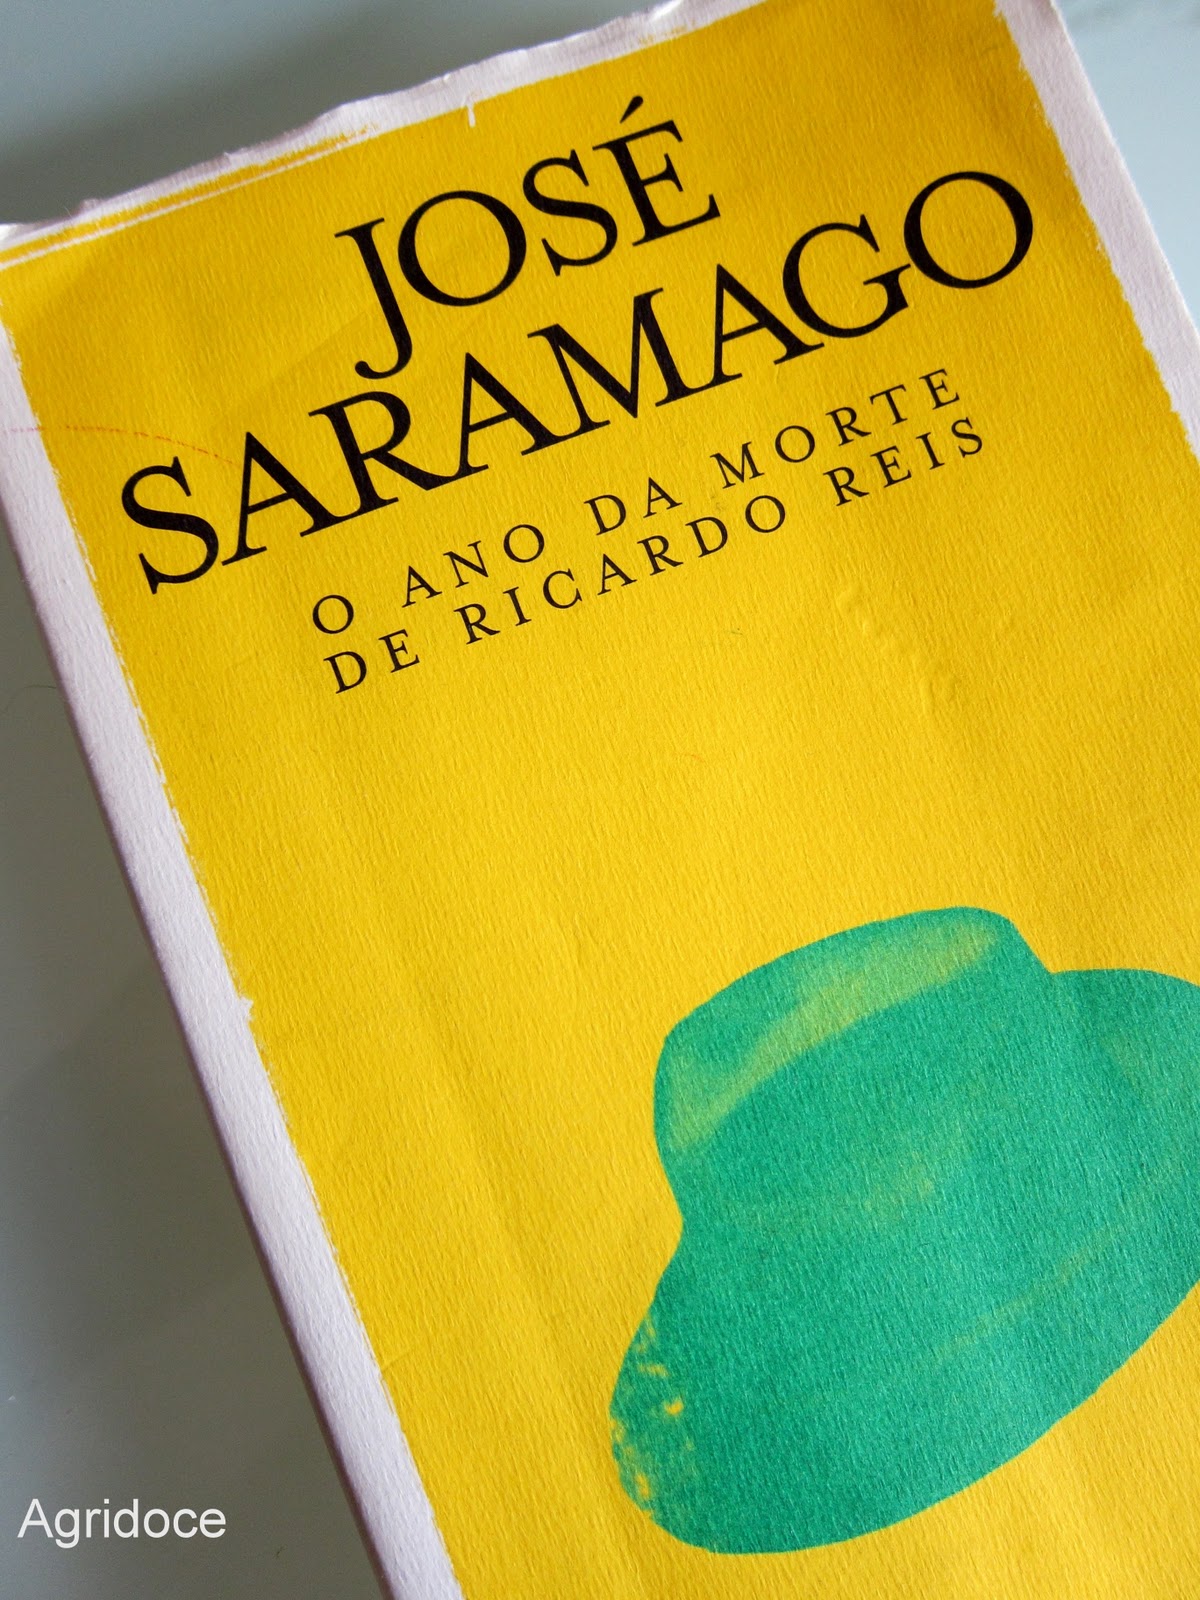 JOSÉ
SARAMAGO
O ANO DA MORTE
DE RICARDO REIS
Agridoce